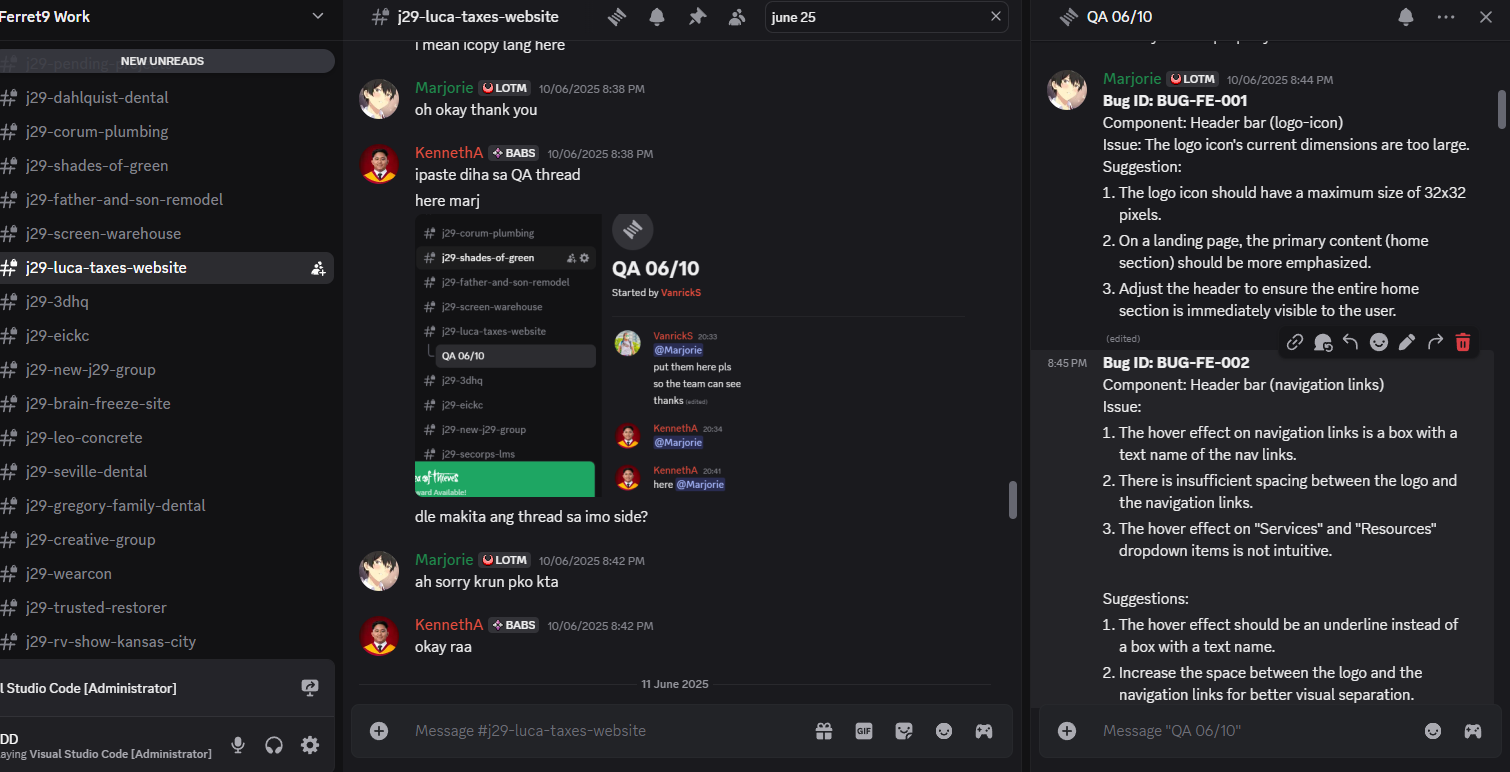 Ferret9 Work
NEW UNREADS
j29-dahlquist-dental
j29-corum-plumbing
j29-shades-of-green
j29-father-and-son-remodel
j29-screen-warehouse
j29-luca-taxes-website
j29-3dhq
j29-eickc
j29-new-j29-group
j29-brain-freeze-site
j29-leo-concrete
j29-seville-dental
j29-gregory-family-dental
j29-creative-group
j29-wearcon
j29-trusted-restorer
j29-rv-show-kansas-city
l Studio Code [Administrator]
DD
aying Visual Studio Code [Administrator]
j29-luca-taxes-website
june 25
i mean icopy lang here
Marjorie LOTM 10/06/2025 8:38 PM
oh okay thank you
KennethA BABS 10/06/2025 8:38 PM
ipaste diha sa QA thread
here marj
j29-corum-plumbing
j29-shades-of-green
j29-father-and-son-remodel
j29-screen-warehouse
j29-luca-taxes-website
QA 06/10
j29-3dhq
j29-eickc
j29-new-j29-group
j29-secorps-lms
of thieves
ward Available!
QA 06/10
Started by VanrickS
VanrickS 20:33
@Marjorie
put them here pls
so the team can see
thanks (edited)
KennethA 20:34
@Marjorie
KennethA 20:41
here @Marjorie
dle makita ang thread sa imo side?
Marjorie LOTM 10/06/2025 8:42 PM
ah sorry krun pko kta
KennethA BABS 10/06/2025 8:42 PM
okay raa
11 June 2025
Message #j29-luca-taxes-website
GIF
QA 06/10
Marjorie LOTM 10/06/2025 8:44 PM
Bug ID: BUG-FE-001
Component: Header bar (logo-icon)
Issue: The logo icon's current dimensions are too large.
Suggestion:
1. The logo icon should have a maximum size of 32x32
pixels.
2. On a landing page, the primary content (home
section) should be more emphasized.
3. Adjust the header to ensure the entire home
section is immediately visible to the user.
(edited)
8:45 PM Bug ID: BUG-FE-002
Component: Header bar (navigation links)
Issue:
1. The hover effect on navigation links is a box with a
text name of the nav links.
2. There is insufficient spacing between the logo and
the navigation links.
3. The hover effect on "Services" and "Resources"
dropdown items is not intuitive.
Suggestions:
1. The hover effect should be an underline instead of
a box with a text name.
2. Increase the space between the logo and the
navigation links for better visual separation.
Message "QA 06/10"